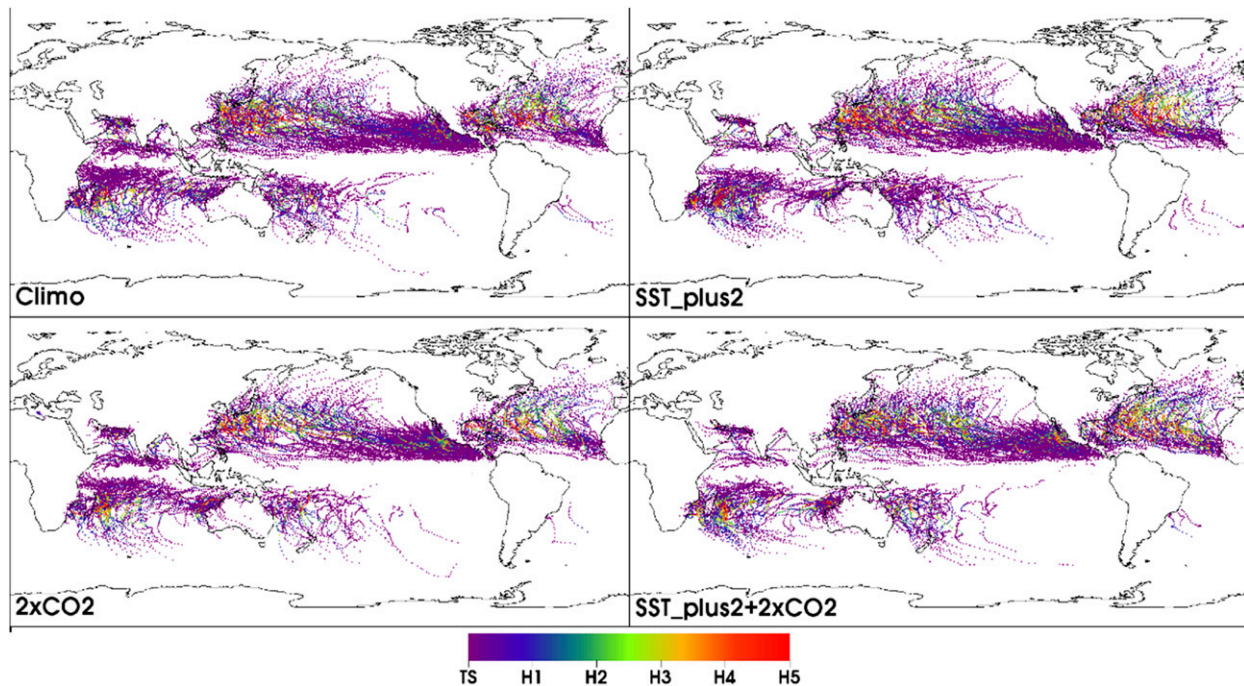 Climo
SST_plus2
2xCO2
SST_plus2+2xCO2
TS H1 H2 H3 H4 H5